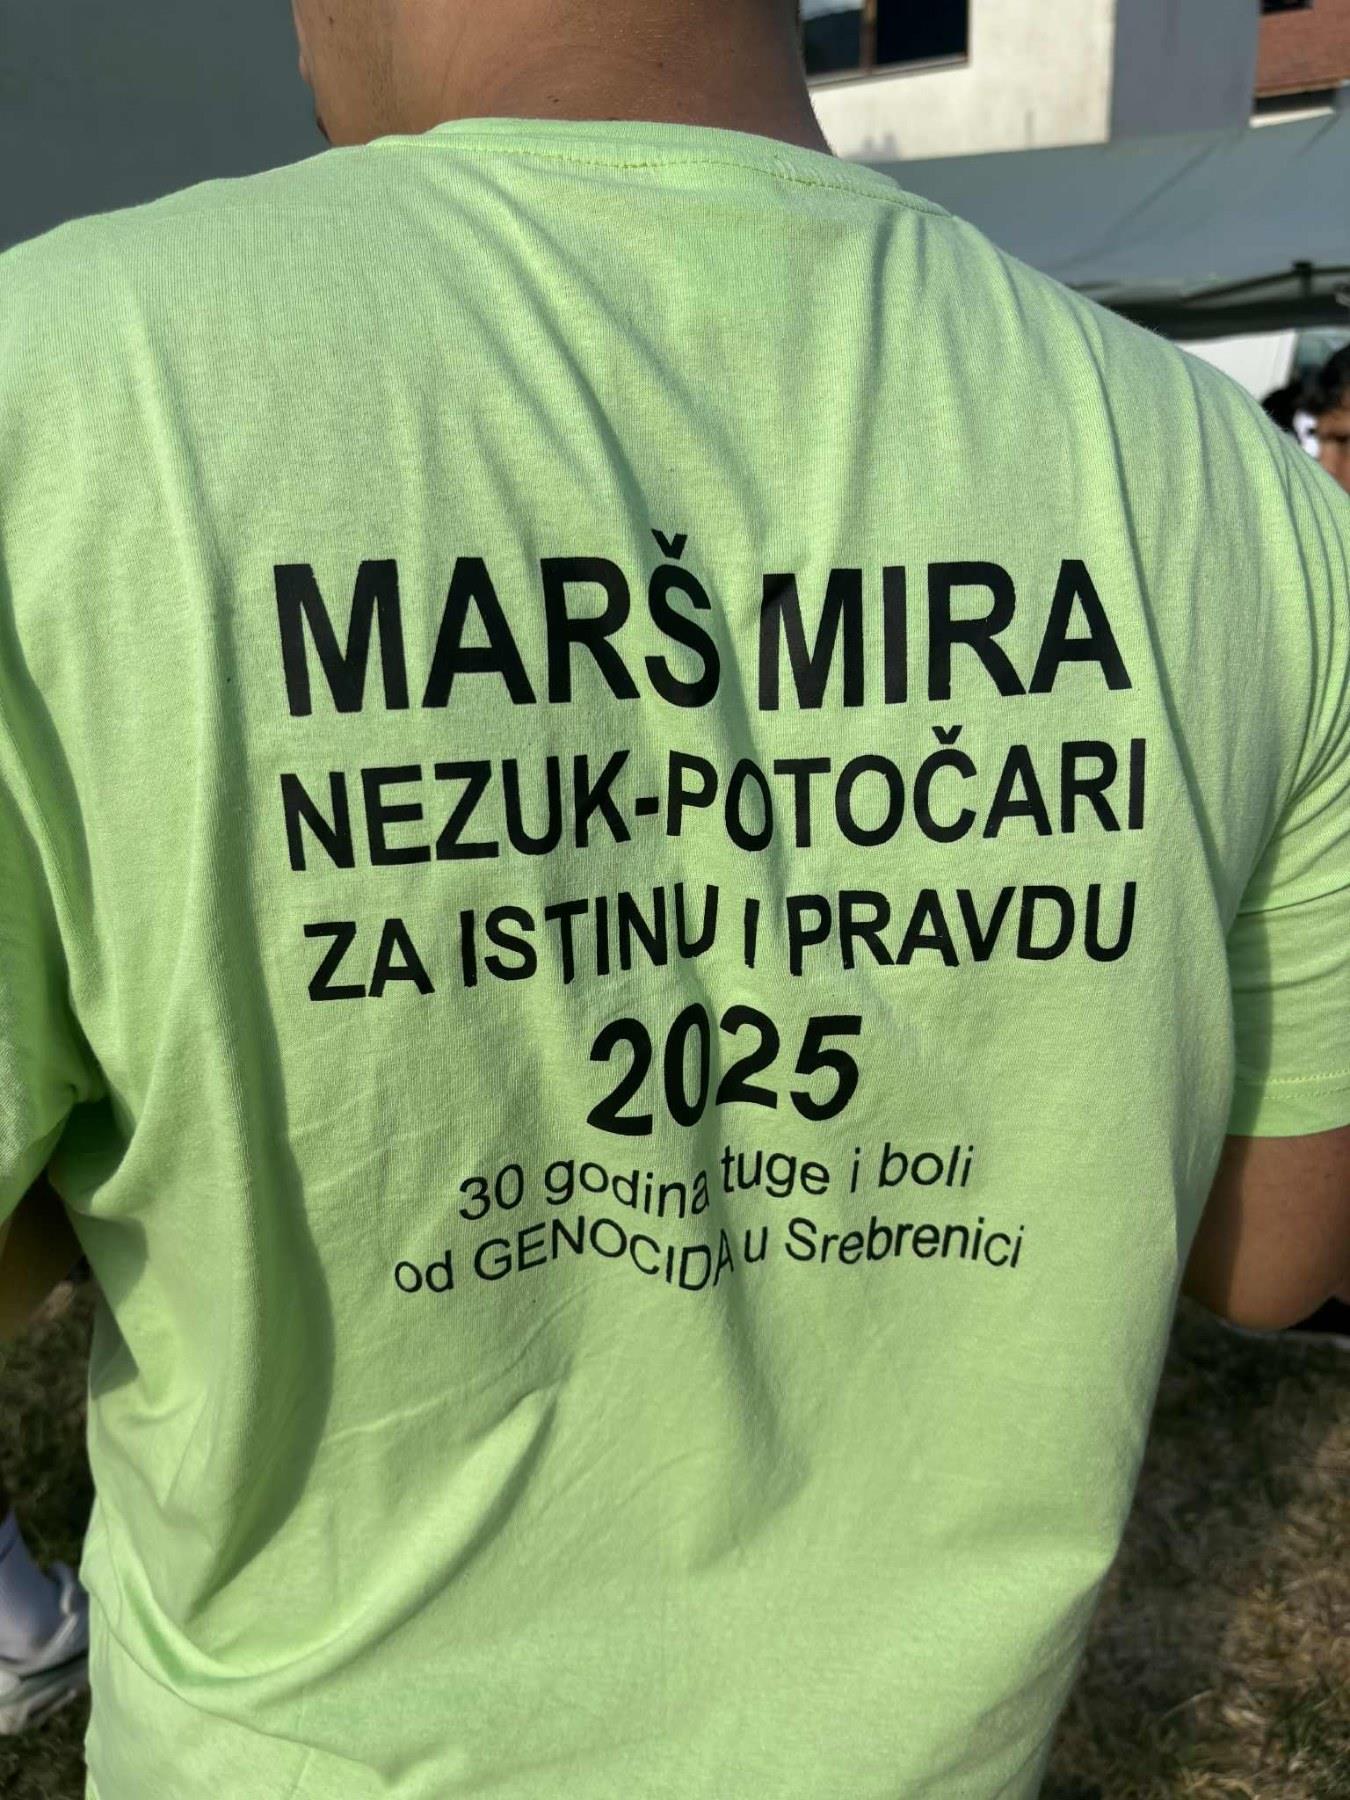 MARŠ MIRA
NEZUK-POTOČARI
ZA ISTINU I PRAVDU
2025
30 godina tuge i boli
od GENOCIDA u Srebrenici